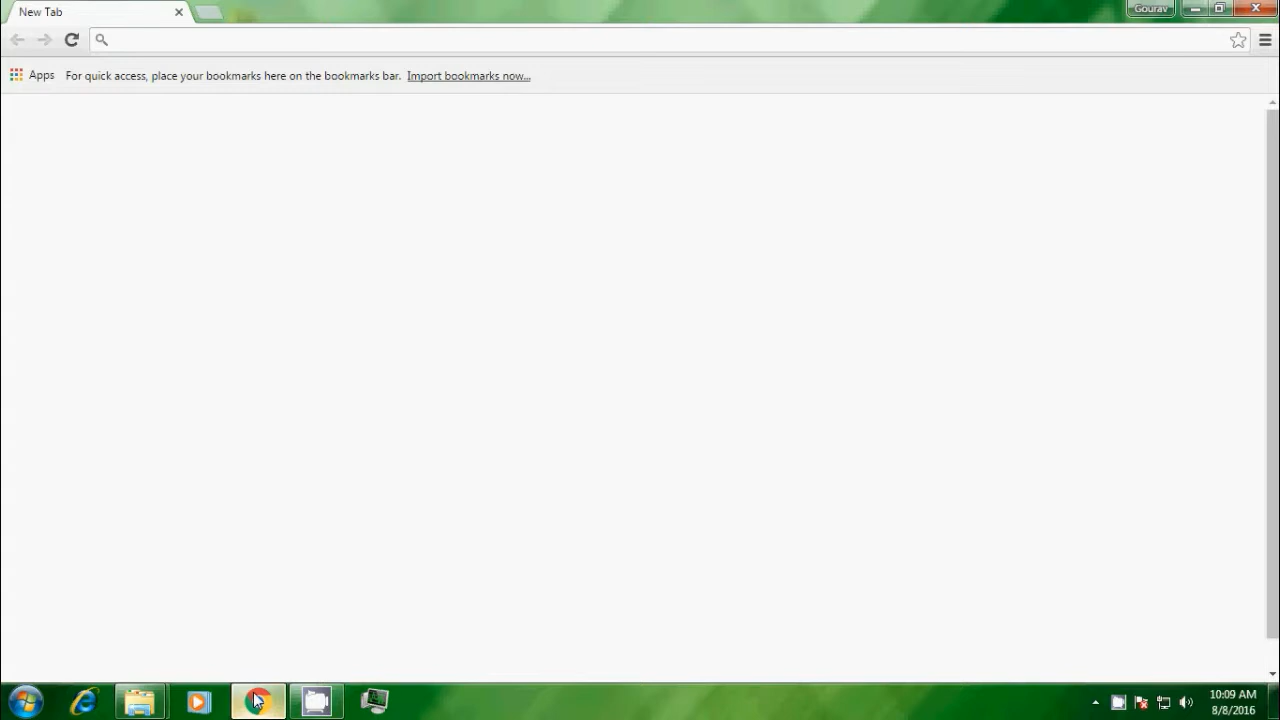 New Tab
Gourav
Apps For quick access, place your bookmarks here on the bookmarks bar. Import bookmarks now...
10:09 AM
8/8/2016